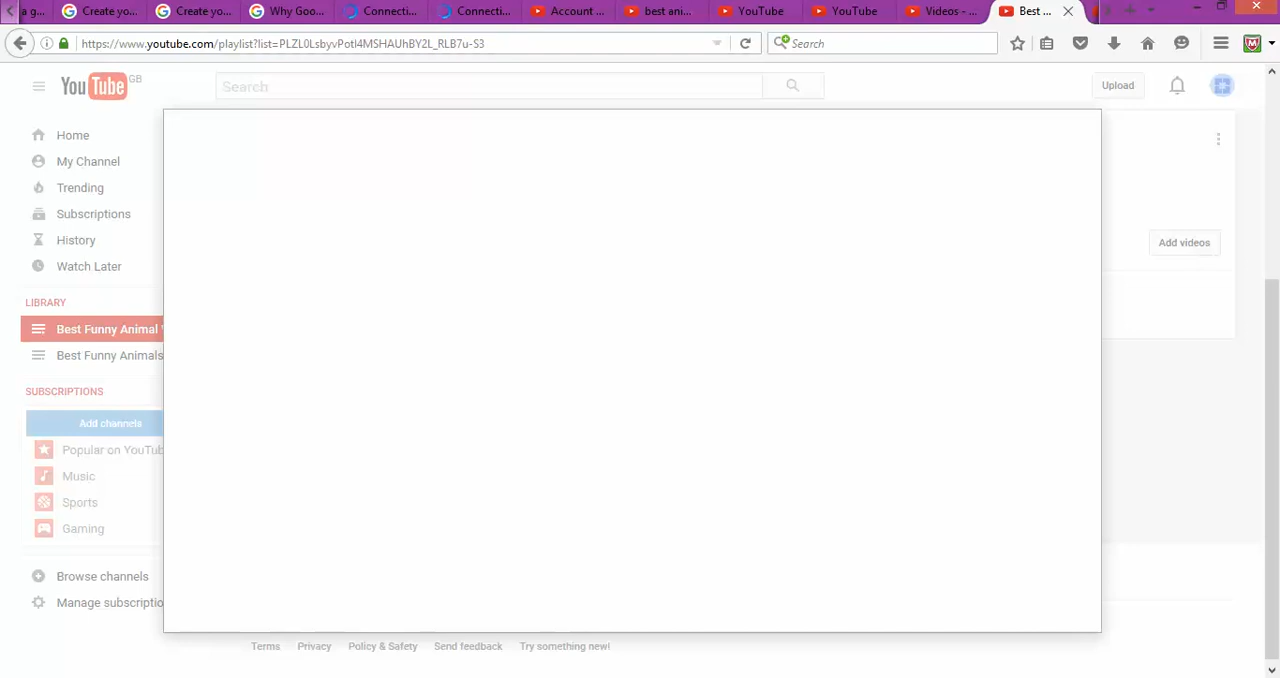 a g... Create yo... Create yo... Why Goo... Connecti... Connecti... Account ... best ani... YouTube YouTube Videos - ... Best ...
https://www.youtube.com/playlist?list=PLZL0LsbyvPotI4MSHAUhBY2L_RLB7u-S3 Search
YouTube GB Search Upload
Home
My Channel
Trending
Subscriptions
History
Add videos
Watch Later
LIBRARY
Best Funny Animal
Best Funny Animals
SUBSCRIPTIONS
Add channels
Popular on YouTub
Music
Sports
Gaming
Browse channels
Manage subscriptio
Terms Privacy Policy & Safety Send feedback Try something new!